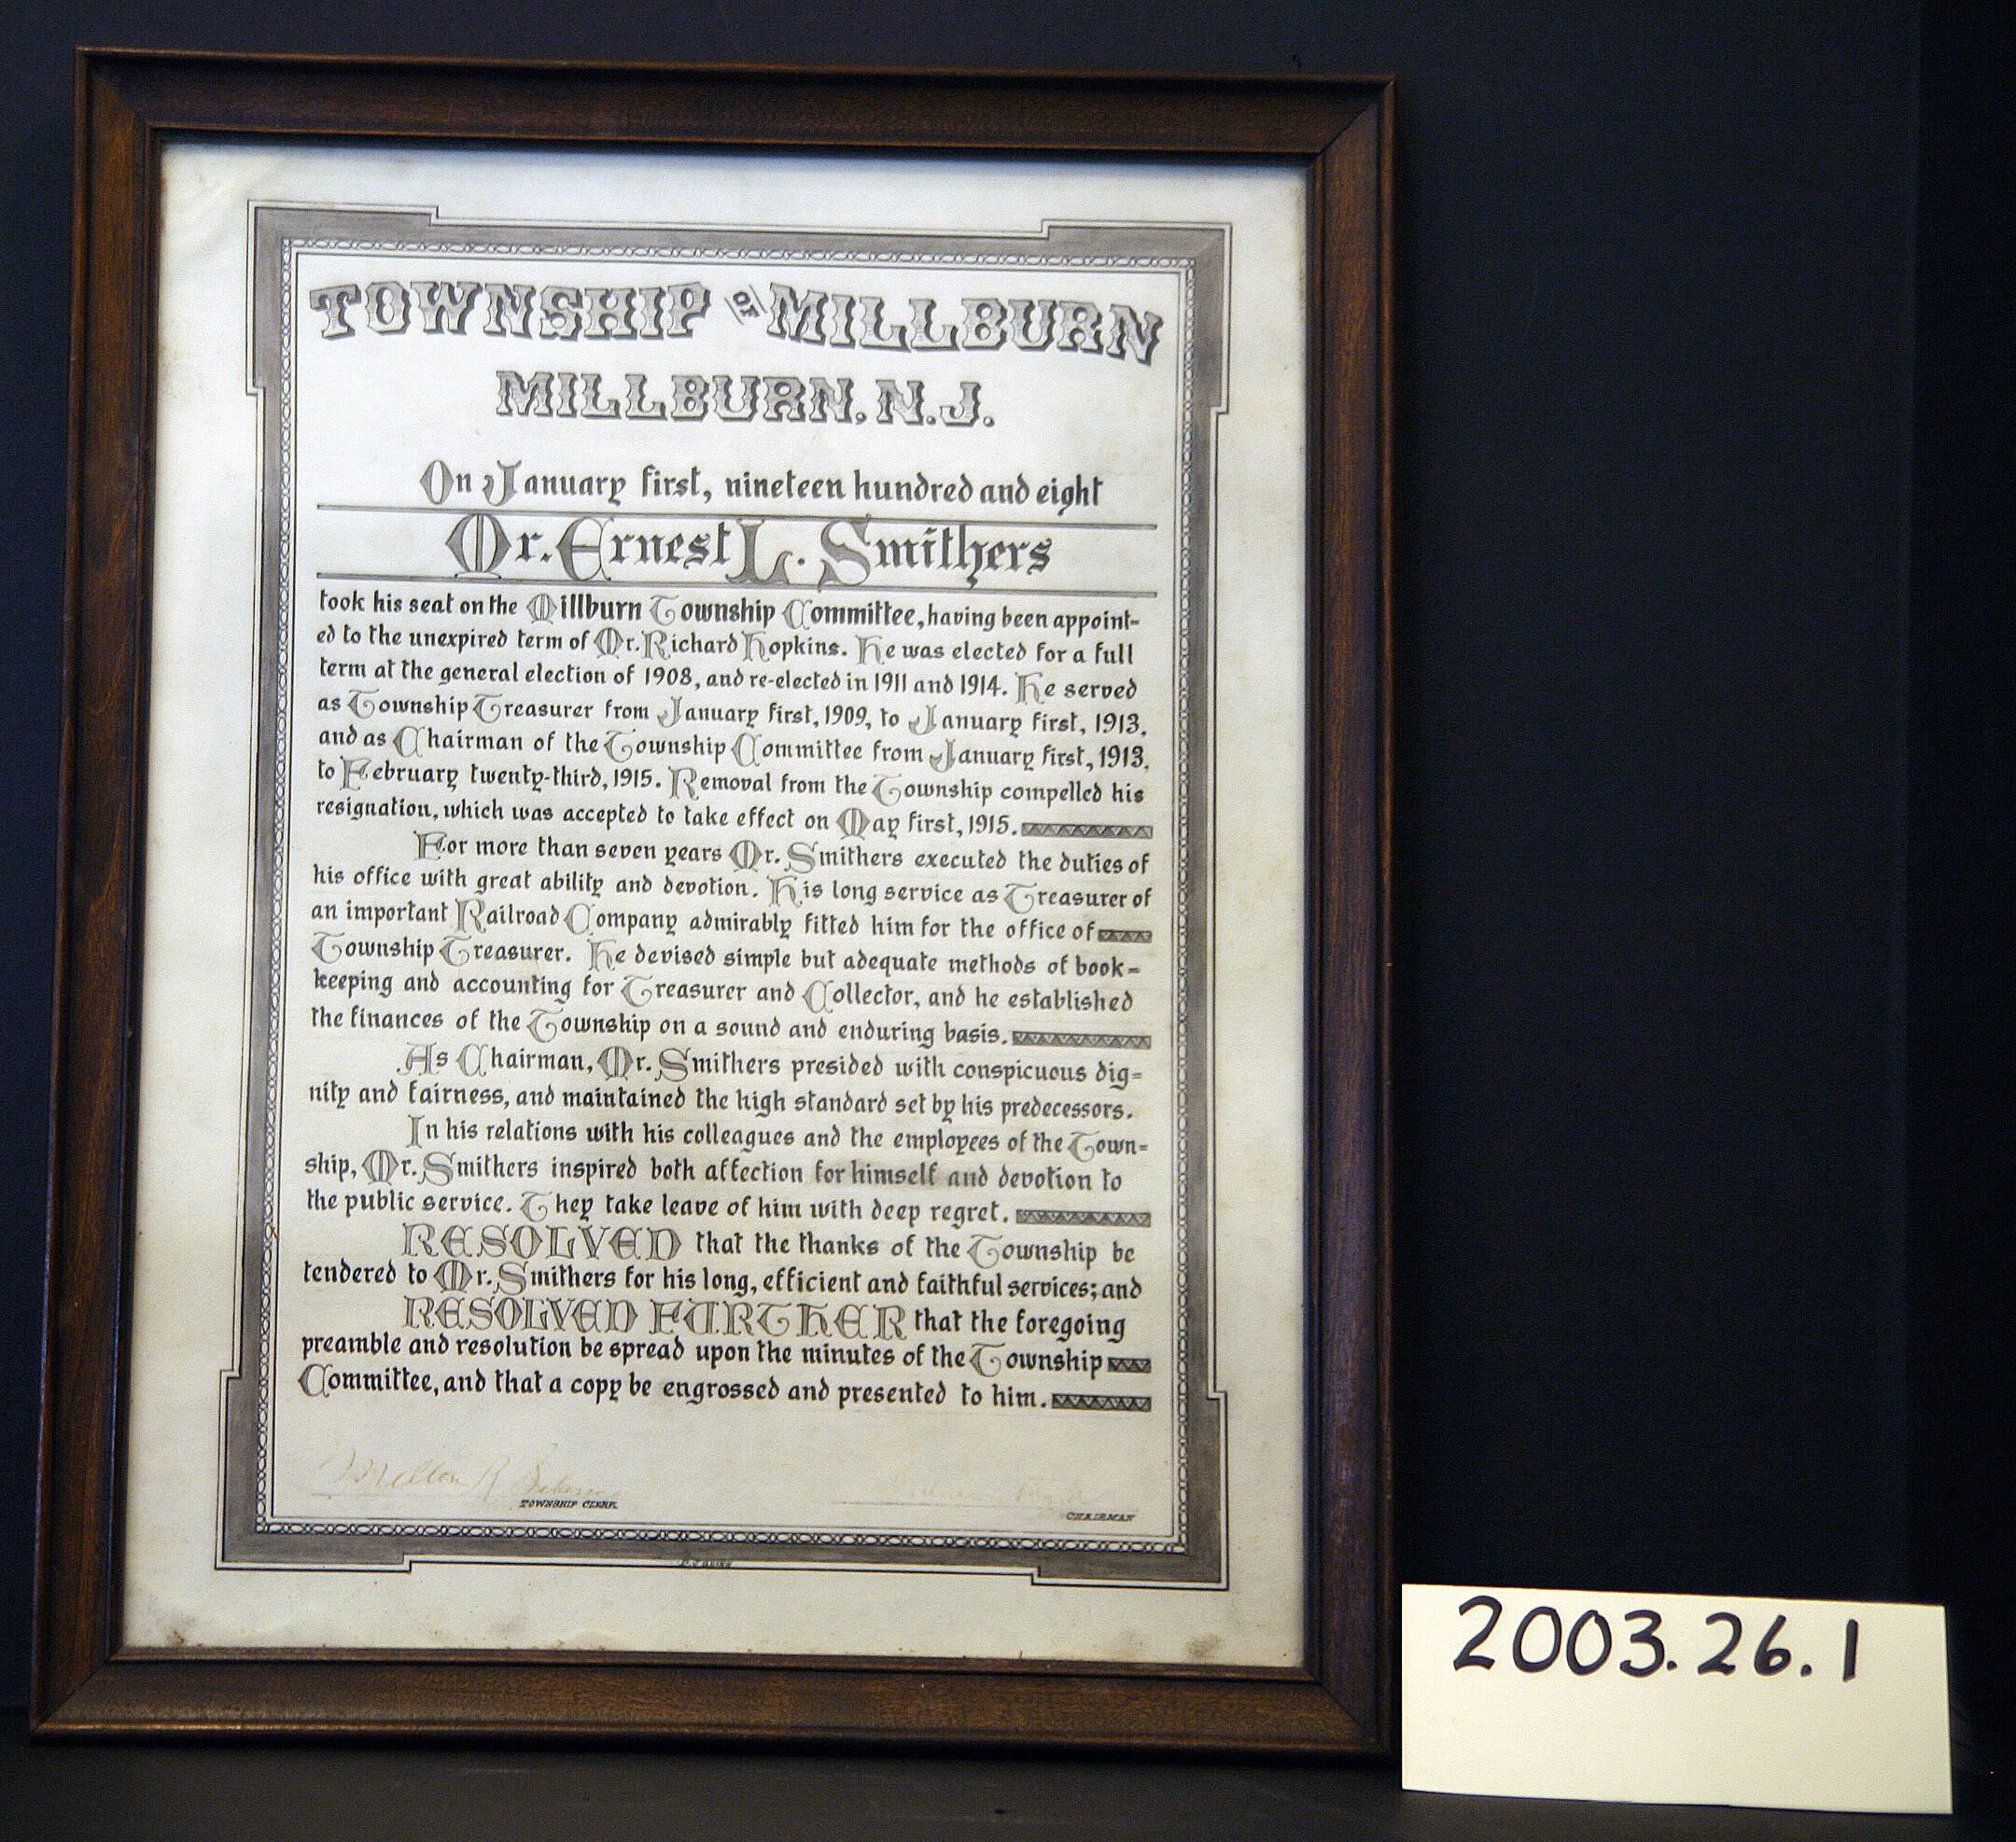 TOWNSHIP OF MILLBURN
MILLBURN, N.J.
On January first, nineteen hundred and eight
Mr. Ernest L. Smithers
took his seat on the Millburn Township Committee, having been appoint-
ed to the unexpired term of Mr. Richard Hopkins. He was elected for a full
term at the general election of 1908, and re-elected in 1911 and 1914. He served
as Township Treasurer from January first, 1909, to January first, 1913,
and as Chairman of the Township Committee from January first, 1913,
to February twenty-third, 1915. Removal from the Township compelled his
resignation, which was accepted to take effect on May first, 1915.
For more than seven years Mr. Smithers executed the duties of
his office with great ability and devotion. His long service as Treasurer of
an important Railroad Company admirably fitted him for the office of
Township Treasurer. He devised simple but adequate methods of book-
keeping and accounting for Treasurer and Collector, and he established
the finances of the Township on a sound and enduring basis.
As Chairman, Mr. Smithers presided with conspicuous dig-
nity and fairness, and maintained the high standard set by his predecessors.
In his relations with his colleagues and the employees of the Town-
ship, Mr. Smithers inspired both affection for himself and devotion to
the public service. They take leave of him with deep regret.
RESOLVED that the thanks of the Township be
tendered to Mr. Smithers for his long, efficient and faithful services; and
RESOLVED FURTHER that the foregoing
preamble and resolution be spread upon the minutes of the Township
Committee, and that a copy be engrossed and presented to him.
TOWNSHIP CLERK.
CHAIRMAN
2003.26.1